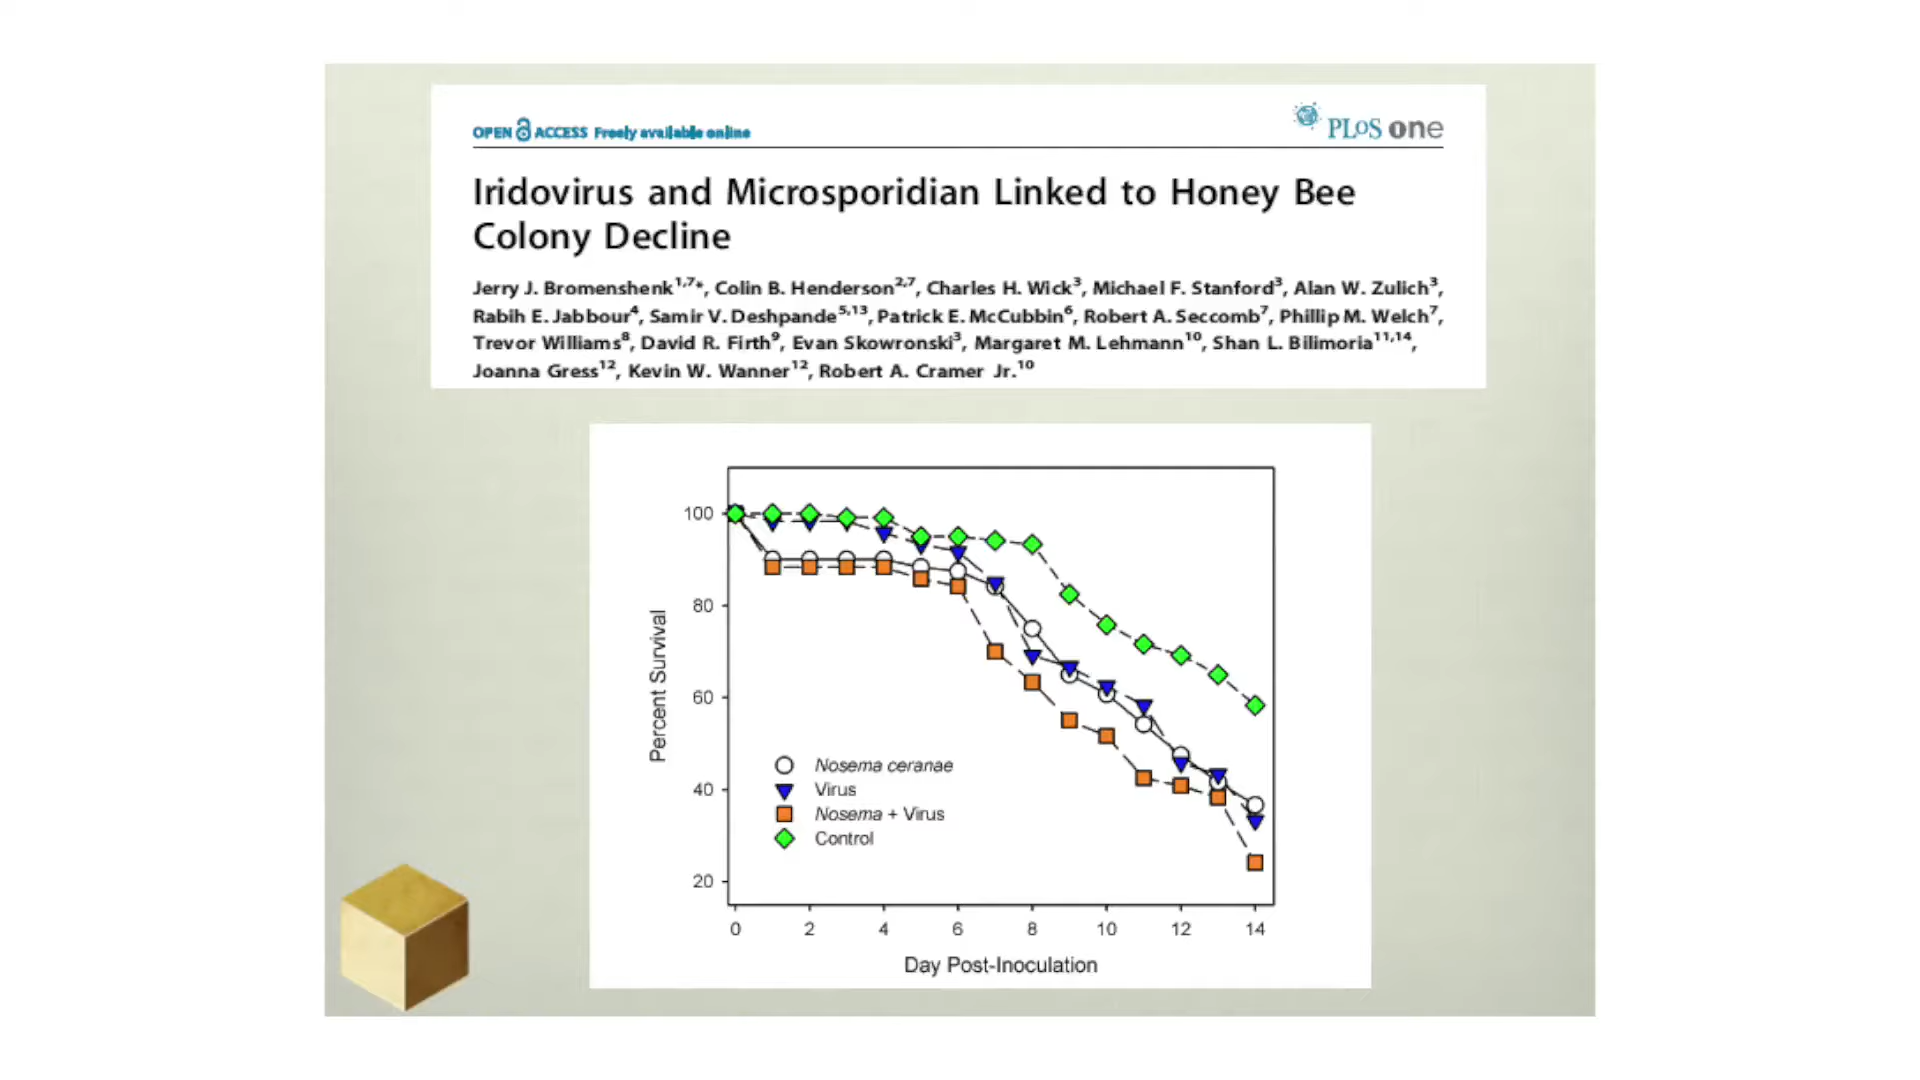 OPEN ACCESS Freely available online
PLoS one
Iridovirus and Microsporidian Linked to Honey Bee
Colony Decline
Jerry J. Bromenshenk1,7*, Colin B. Henderson2,7, Charles H. Wick3, Michael F. Stanford3, Alan W. Zulich3,
Rabih E. Jabbour4, Samir V. Deshpande5,13, Patrick E. McCubbin6, Robert A. Seccomb7, Phillip M. Welch7,
Trevor Williams8, David R. Firth9, Evan Skowronski3, Margaret M. Lehmann10, Shan L. Bilimoria11,14,
Joanna Gress12, Kevin W. Wanner12, Robert A. Cramer Jr.10
100
80
60
40
20
Percent Survival
Nosema ceranae
Virus
Nosema + Virus
Control
0 2 4 6 8 10 12 14
Day Post-Inoculation